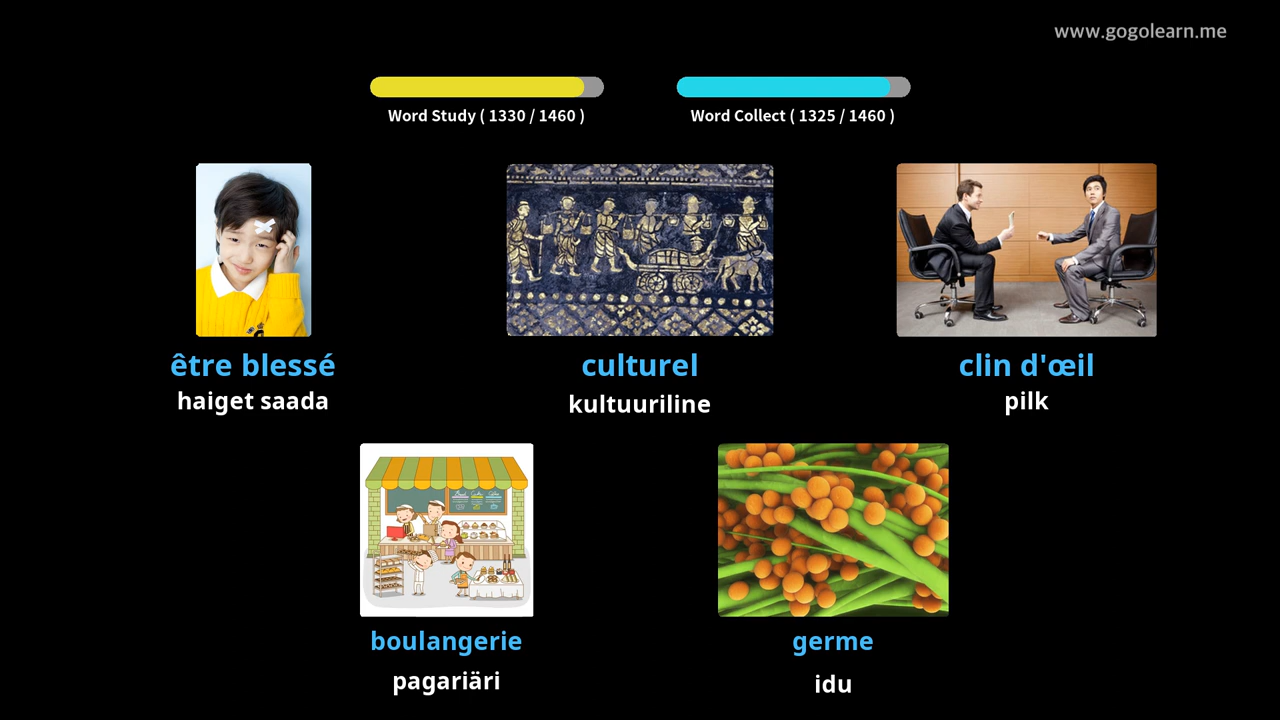 www.gogolearn.me
Word Study ( 1330 / 1460 )
Word Collect ( 1325 / 1460 )
être blessé
haiget saada
culturel
kultuuriline
clin d'œil
pilk
boulangerie
pagariäri
germe
idu